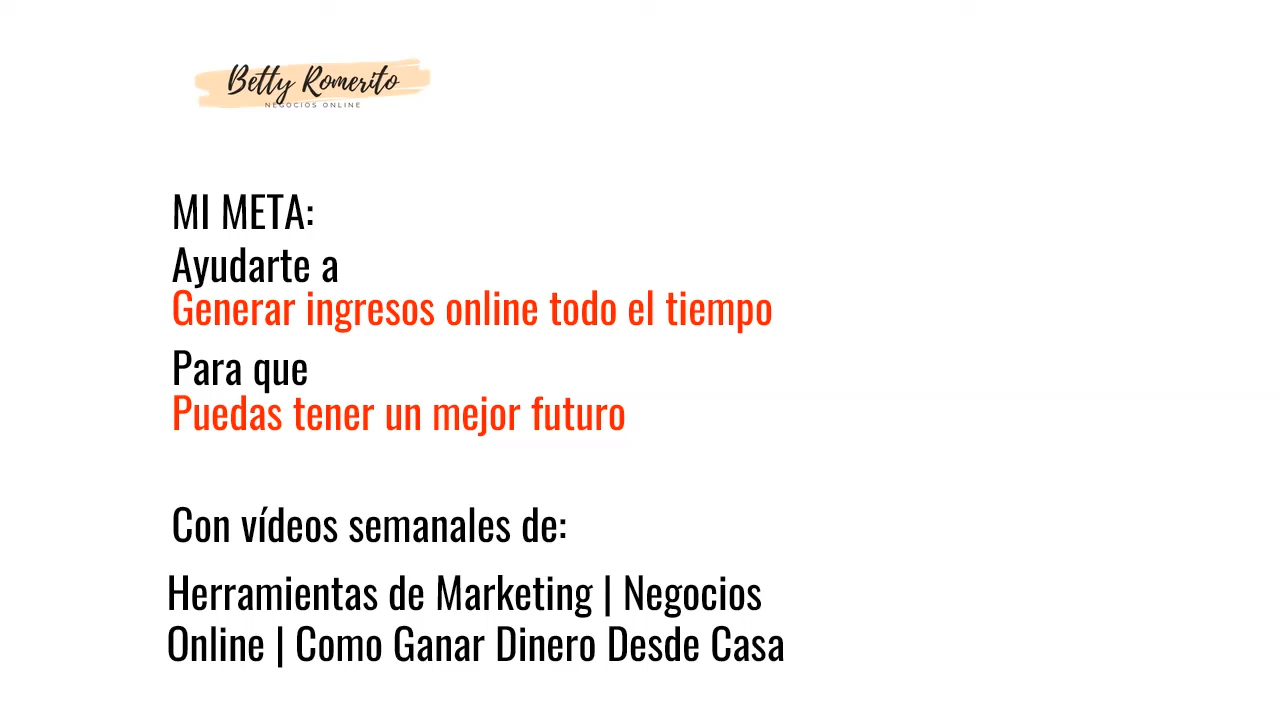 Betty Romerito
NEGOCIOS ONLINE
MI META:
Ayudarte a
Generar ingresos online todo el tiempo
Para que
Puedas tener un mejor futuro
Con vídeos semanales de:
Herramientas de Marketing | Negocios
Online | Como Ganar Dinero Desde Casa